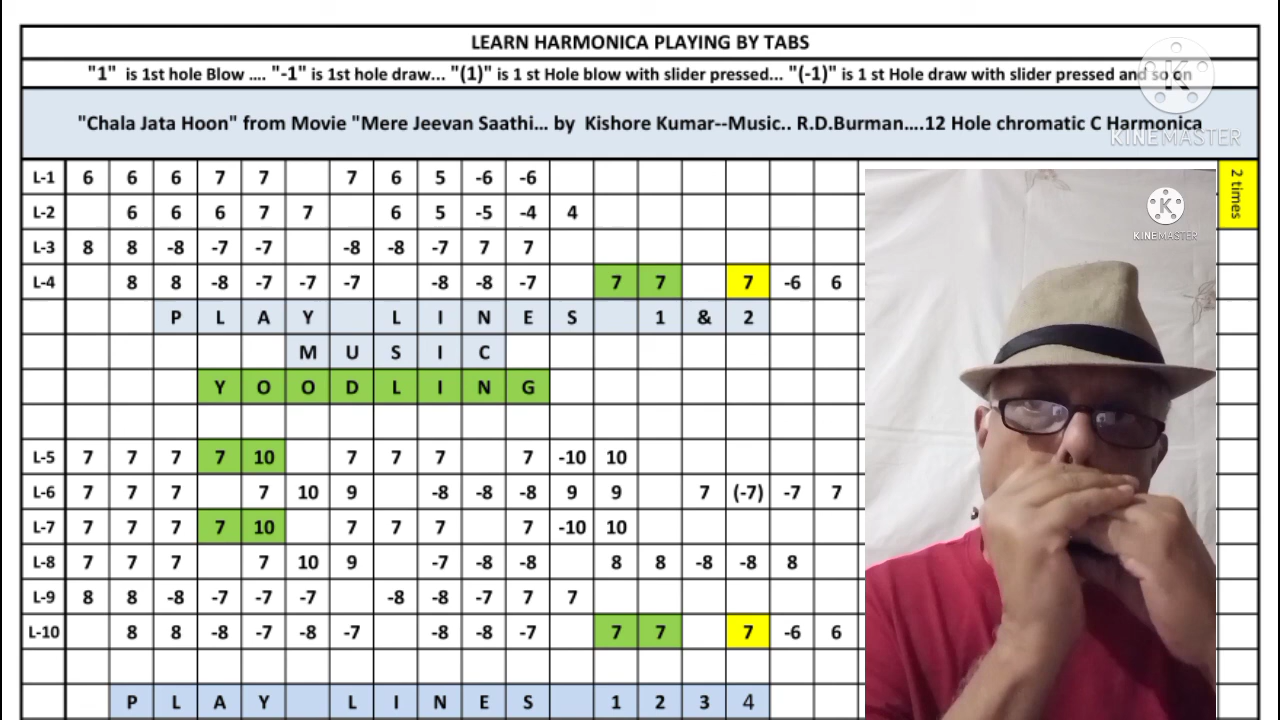 LEARN HARMONICA PLAYING BY TABS
"1" is 1st hole Blow .... "-1" is 1st hole draw... "(1)" is 1 st Hole blow with slider pressed... "(-1)" is 1 st Hole draw with slider pressed and so on
"Chala Jata Hoon" from Movie "Mere Jeevan Saathi... by Kishore Kumar--Music.. R.D.Burman....12 Hole chromatic C Harmonica
KINEMASTER
L-1 6 6 6 7 7 7 6 5 -6 -6
2 times
L-2 6 6 6 7 7 6 5 -5 -4 4
KINEMASTER
L-3 8 8 -8 -7 -7 -8 -8 -7 7 7
L-4 8 8 -8 -7 -7 -7 -8 -8 -7 7 7 7 -6 6
PLAY LINES 1 & 2
MUSIC
YOODLING
L-5 7 7 7 7 10 7 7 7 7 -10 10
L-6 7 7 7 7 10 9 -8 -8 -8 9 9 7 (-7) -7 7
L-7 7 7 7 7 10 7 7 7 7 -10 10
L-8 7 7 7 7 10 9 -7 -8 -8 8 8 -8 -8 8
L-9 8 8 -8 -7 -7 -7 -8 -8 -7 7 7
L-10 8 8 -8 -7 -8 -7 -8 -8 -7 7 7 7 -6 6
PLAY LINES 1 2 3 4